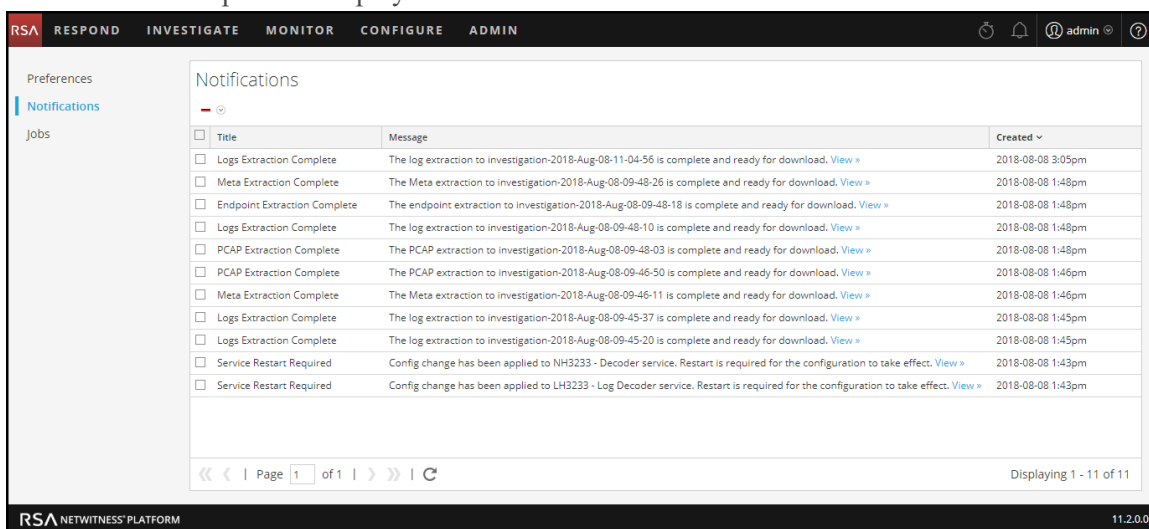 RSA RESPOND INVESTIGATE MONITOR CONFIGURE ADMIN admin
Preferences
Notifications
Jobs
Notifications
Title Message Created
Logs Extraction Complete The log extraction to investigation-2018-Aug-08-11-04-56 is complete and ready for download. View » 2018-08-08 3:05pm
Meta Extraction Complete The Meta extraction to investigation-2018-Aug-08-09-48-26 is complete and ready for download. View » 2018-08-08 1:48pm
Endpoint Extraction Complete The endpoint extraction to investigation-2018-Aug-08-09-48-18 is complete and ready for download. View » 2018-08-08 1:48pm
Logs Extraction Complete The log extraction to investigation-2018-Aug-08-09-48-10 is complete and ready for download. View » 2018-08-08 1:48pm
PCAP Extraction Complete The PCAP extraction to investigation-2018-Aug-08-09-48-03 is complete and ready for download. View » 2018-08-08 1:48pm
PCAP Extraction Complete The PCAP extraction to investigation-2018-Aug-08-09-46-50 is complete and ready for download. View » 2018-08-08 1:46pm
Meta Extraction Complete The Meta extraction to investigation-2018-Aug-08-09-46-11 is complete and ready for download. View » 2018-08-08 1:46pm
Logs Extraction Complete The log extraction to investigation-2018-Aug-08-09-45-37 is complete and ready for download. View » 2018-08-08 1:45pm
Logs Extraction Complete The log extraction to investigation-2018-Aug-08-09-45-20 is complete and ready for download. View » 2018-08-08 1:45pm
Service Restart Required Config change has been applied to NH3233 - Decoder service. Restart is required for the configuration to take effect. View » 2018-08-08 1:43pm
Service Restart Required Config change has been applied to LH3233 - Log Decoder service. Restart is required for the configuration to take effect. View » 2018-08-08 1:43pm
Page 1 of 1 Displaying 1 - 11 of 11
RSA NETWITNESS® PLATFORM 11.2.0.0